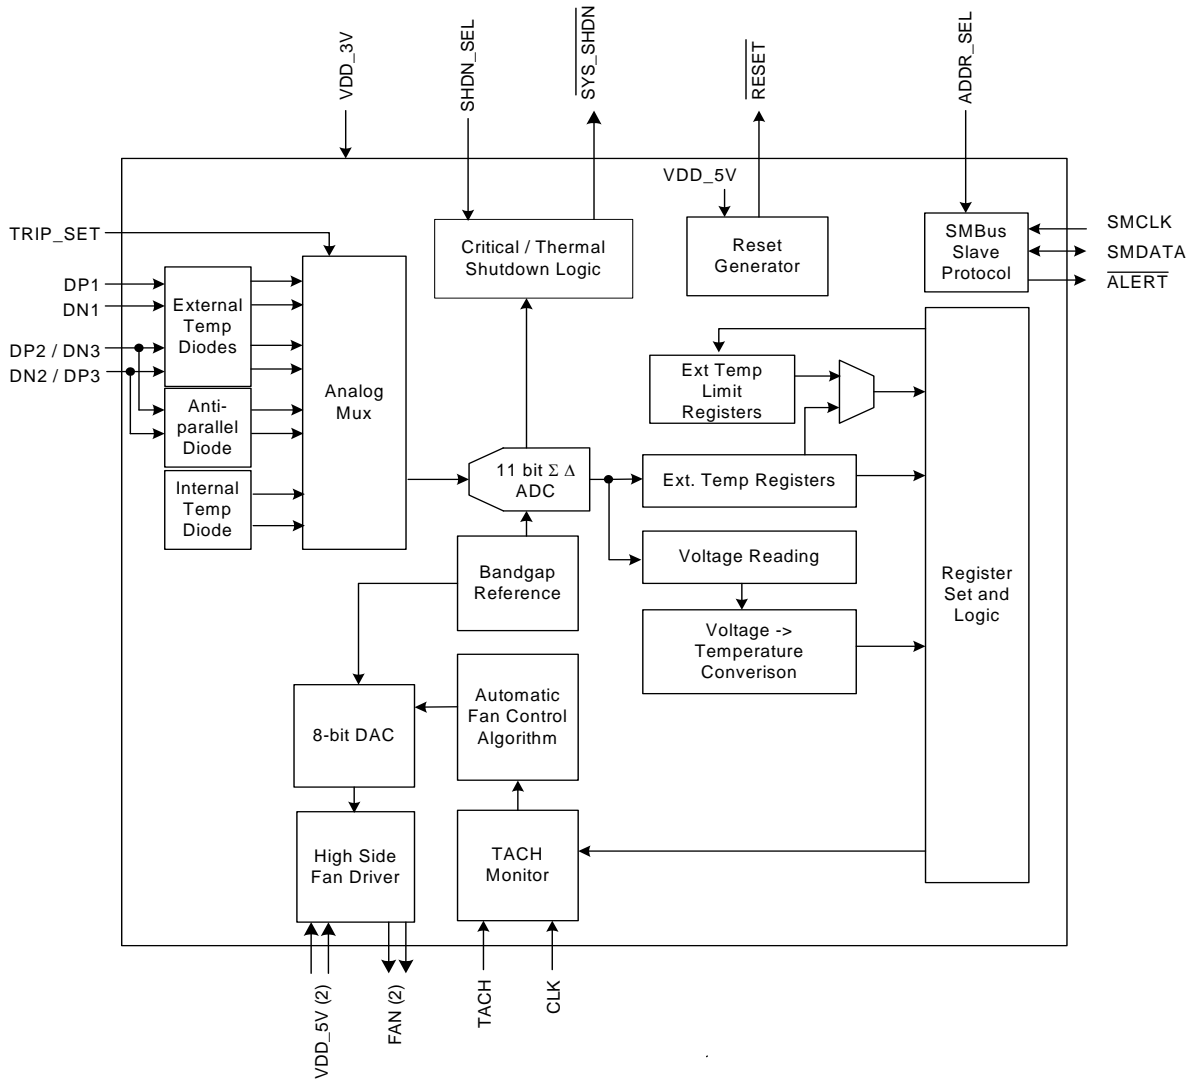 VDD_3V
SHDN_SEL
SYS_SHDN
RESET
ADDR_SEL
VDD_5V
TRIP_SET
DP1
DN1
DP2 / DN3
DN2 / DP3
External
Temp
Diodes
Anti-
parallel
Diode
Internal
Temp
Diode
Analog
Mux
Critical / Thermal
Shutdown Logic
Reset
Generator
SMBus
Slave
Protocol
SMCLK
SMDATA
ALERT
Ext Temp
Limit
Registers
11 bit Σ Δ
ADC
Ext. Temp Registers
Voltage Reading
Bandgap
Reference
Voltage ->
Temperature
Converison
Register
Set and
Logic
8-bit DAC
Automatic
Fan Control
Algorithm
High Side
Fan Driver
TACH
Monitor
VDD_5V (2)
FAN (2)
TACH
CLK